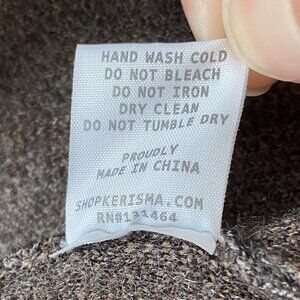 HAND WASH COLD
DO NOT BLEACH
DO NOT IRON
DRY CLEAN
DO NOT TUMBLE DRY
PROUDLY
MADE IN CHINA
SHOPKERISMA.COM
RN#131464